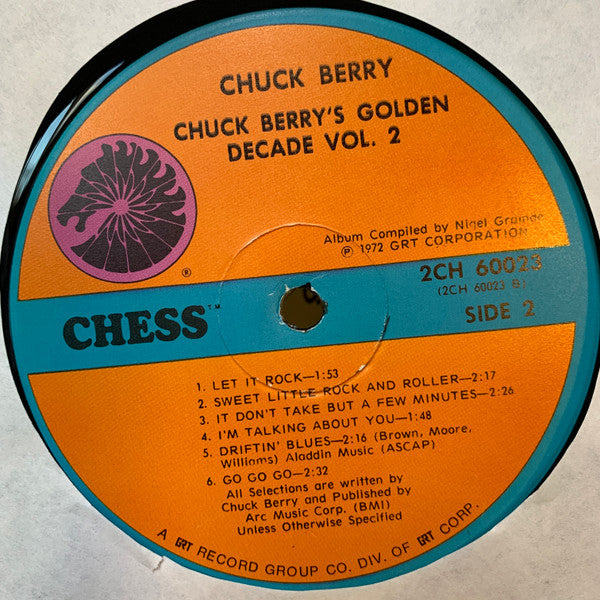 CHUCK BERRY
CHUCK BERRY'S GOLDEN
DECADE VOL. 2
Album Compiled by Nigel Grainge
℗ 1972 GRT CORPORATION
®
CHESS™
2CH 60023
(2CH 60023 B)
SIDE 2
1. LET IT ROCK—1:53
2. SWEET LITTLE ROCK AND ROLLER—2:17
3. IT DON'T TAKE BUT A FEW MINUTES—2:26
4. I'M TALKING ABOUT YOU—1:48
5. DRIFTIN' BLUES—2:16 (Brown, Moore,
Williams) Aladdin Music (ASCAP)
6. GO GO GO—2:32
All Selections are written by
Chuck Berry and Published by
Arc Music Corp. (BMI)
Unless Otherwise Specified
A GRT RECORD GROUP CO. DIV. OF GRT CORP.